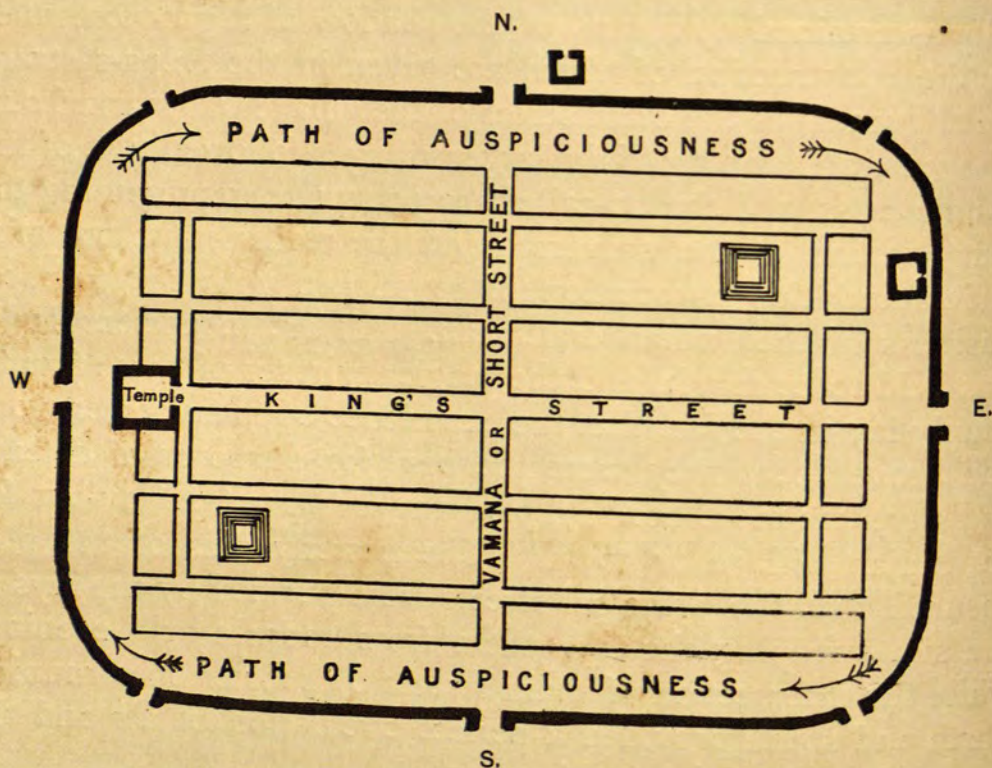 N.
PATH OF AUSPICIOUSNESS
VAMANA OR SHORT STREET
W
Temple
KING'S STREET
E.
PATH OF AUSPICIOUSNESS
S.